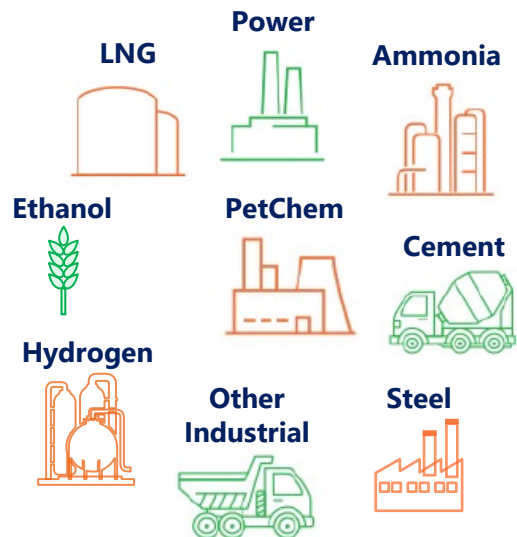 Power
LNG
Ammonia
Ethanol
PetChem
Cement
Hydrogen
Other
Industrial
Steel